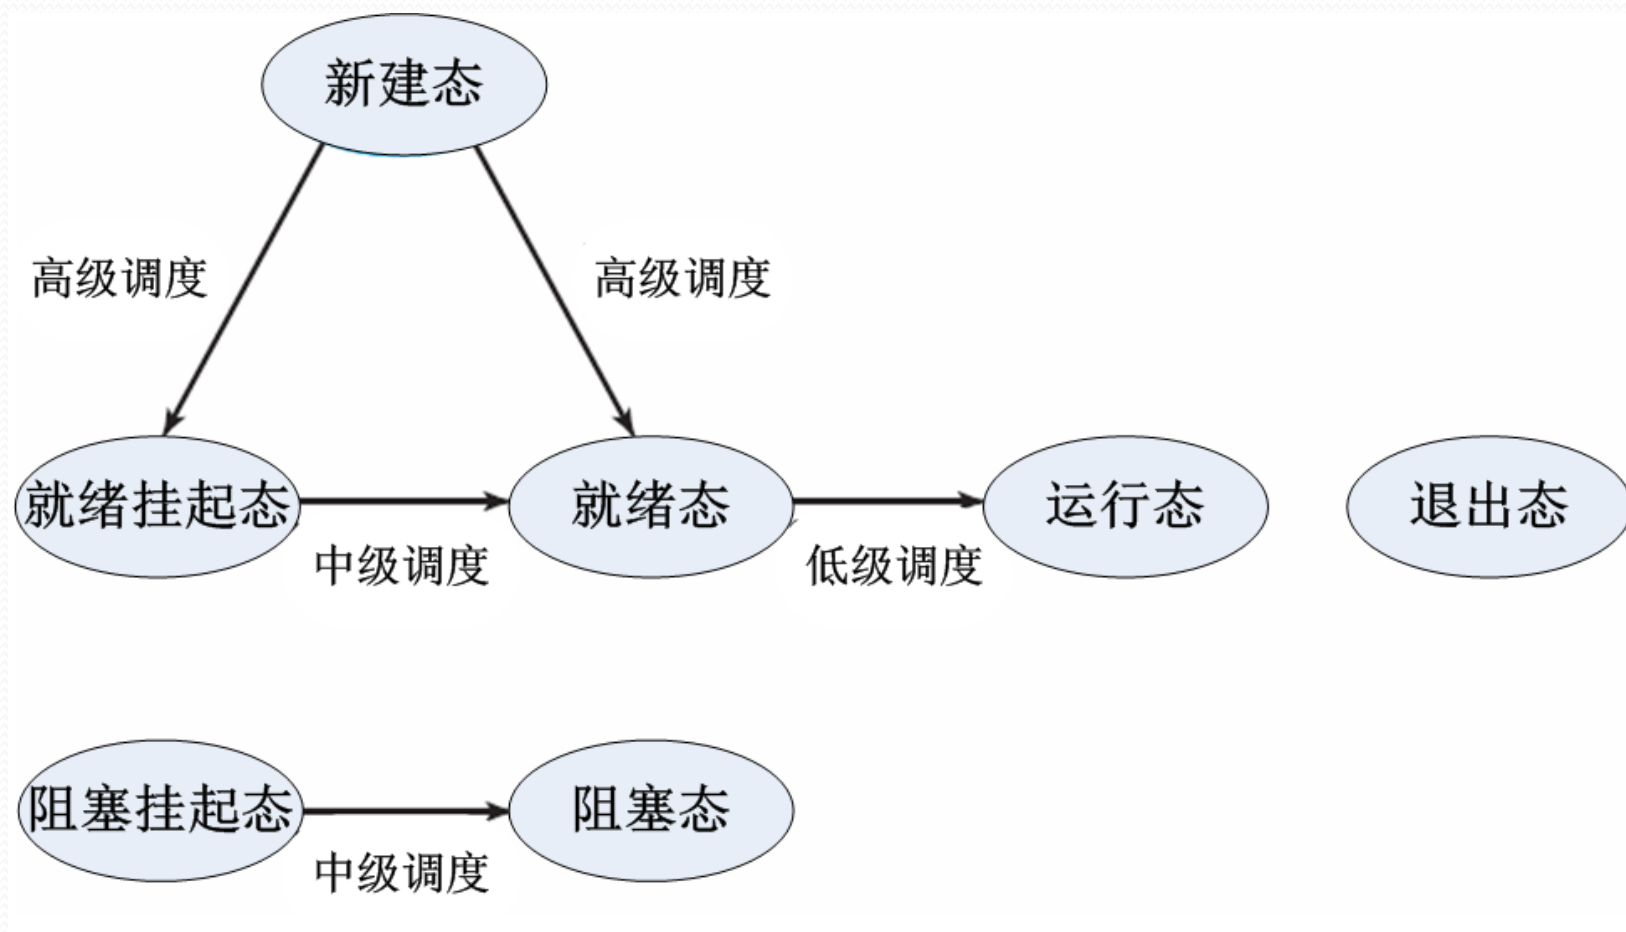 新建态
高级调度
高级调度
就绪挂起态
就绪态
运行态
退出态
中级调度
低级调度
阻塞挂起态
阻塞态
中级调度